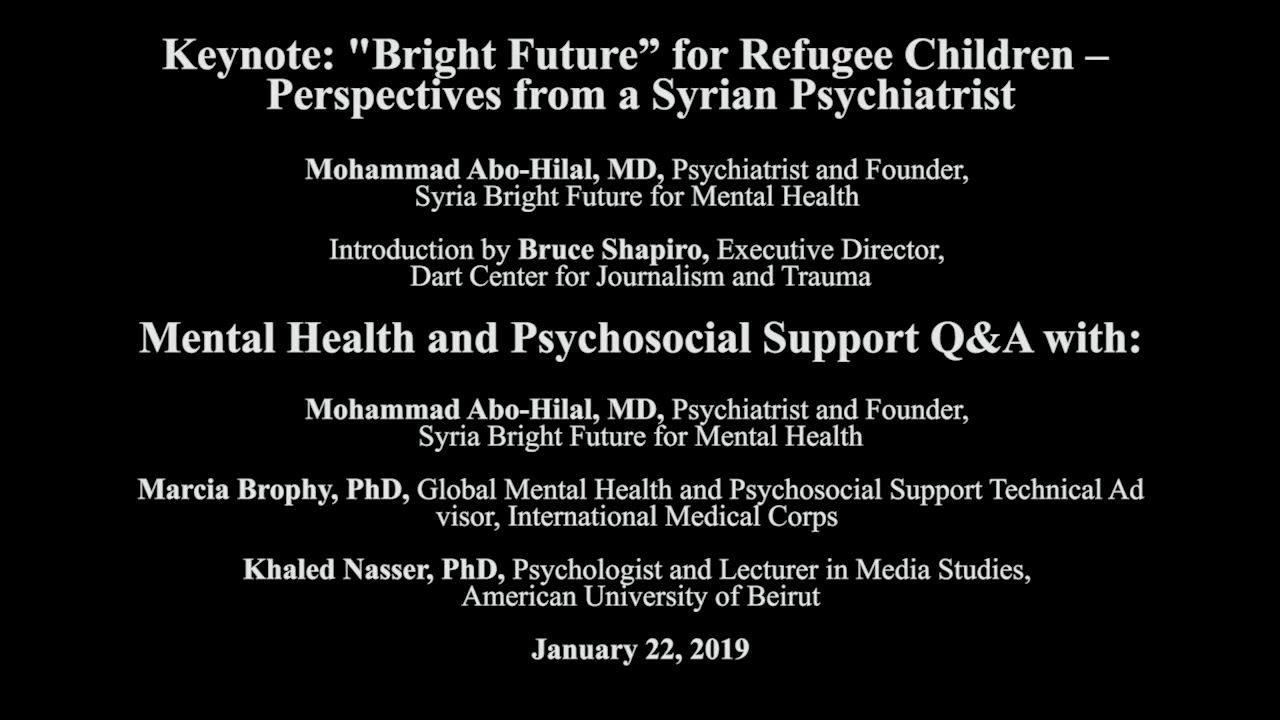 Keynote: "Bright Future” for Refugee Children –
Perspectives from a Syrian Psychiatrist
Mohammad Abo-Hilal, MD, Psychiatrist and Founder,
Syria Bright Future for Mental Health
Introduction by Bruce Shapiro, Executive Director,
Dart Center for Journalism and Trauma
Mental Health and Psychosocial Support Q&A with:
Mohammad Abo-Hilal, MD, Psychiatrist and Founder,
Syria Bright Future for Mental Health
Marcia Brophy, PhD, Global Mental Health and Psychosocial Support Technical Ad
visor, International Medical Corps
Khaled Nasser, PhD, Psychologist and Lecturer in Media Studies,
American University of Beirut
January 22, 2019